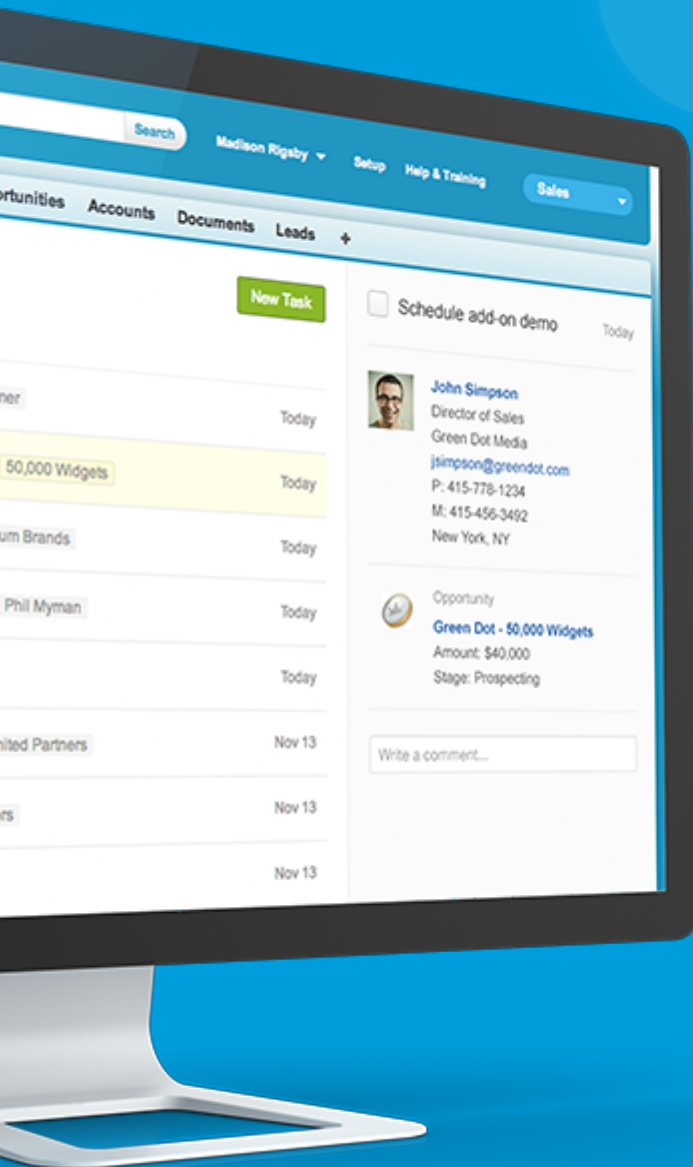 Search
Madison Rigsby
Setup
Help & Training
Sales
ortunities
Accounts
Documents
Leads
+
New Task
ner
Today
50,000 Widgets
Today
um Brands
Today
Phil Myman
Today
Today
nited Partners
Nov 13
rs
Nov 13
Nov 13
Schedule add-on demo
Today
John Simpson
Director of Sales
Green Dot Media
jsimpson@greendot.com
P: 415-778-1234
M: 415-456-3492
New York, NY
Opportunity
Green Dot - 50,000 Widgets
Amount: $40,000
Stage: Prospecting
Write a comment...